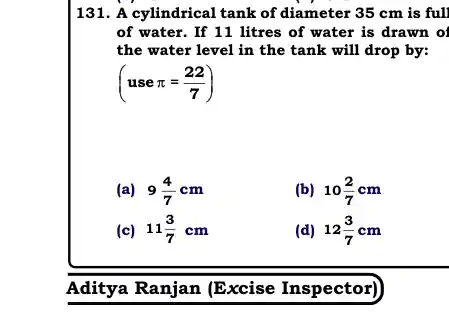 131. A cylindrical tank of diameter 35 cm is full
of water. If 11 litres of water is drawn of
the water level in the tank will drop by:
(use π = 22/7)
(a) 9 4/7 cm (b) 10 2/7 cm
(c) 11 3/7 cm (d) 12 3/7 cm
Aditya Ranjan (Excise Inspector)